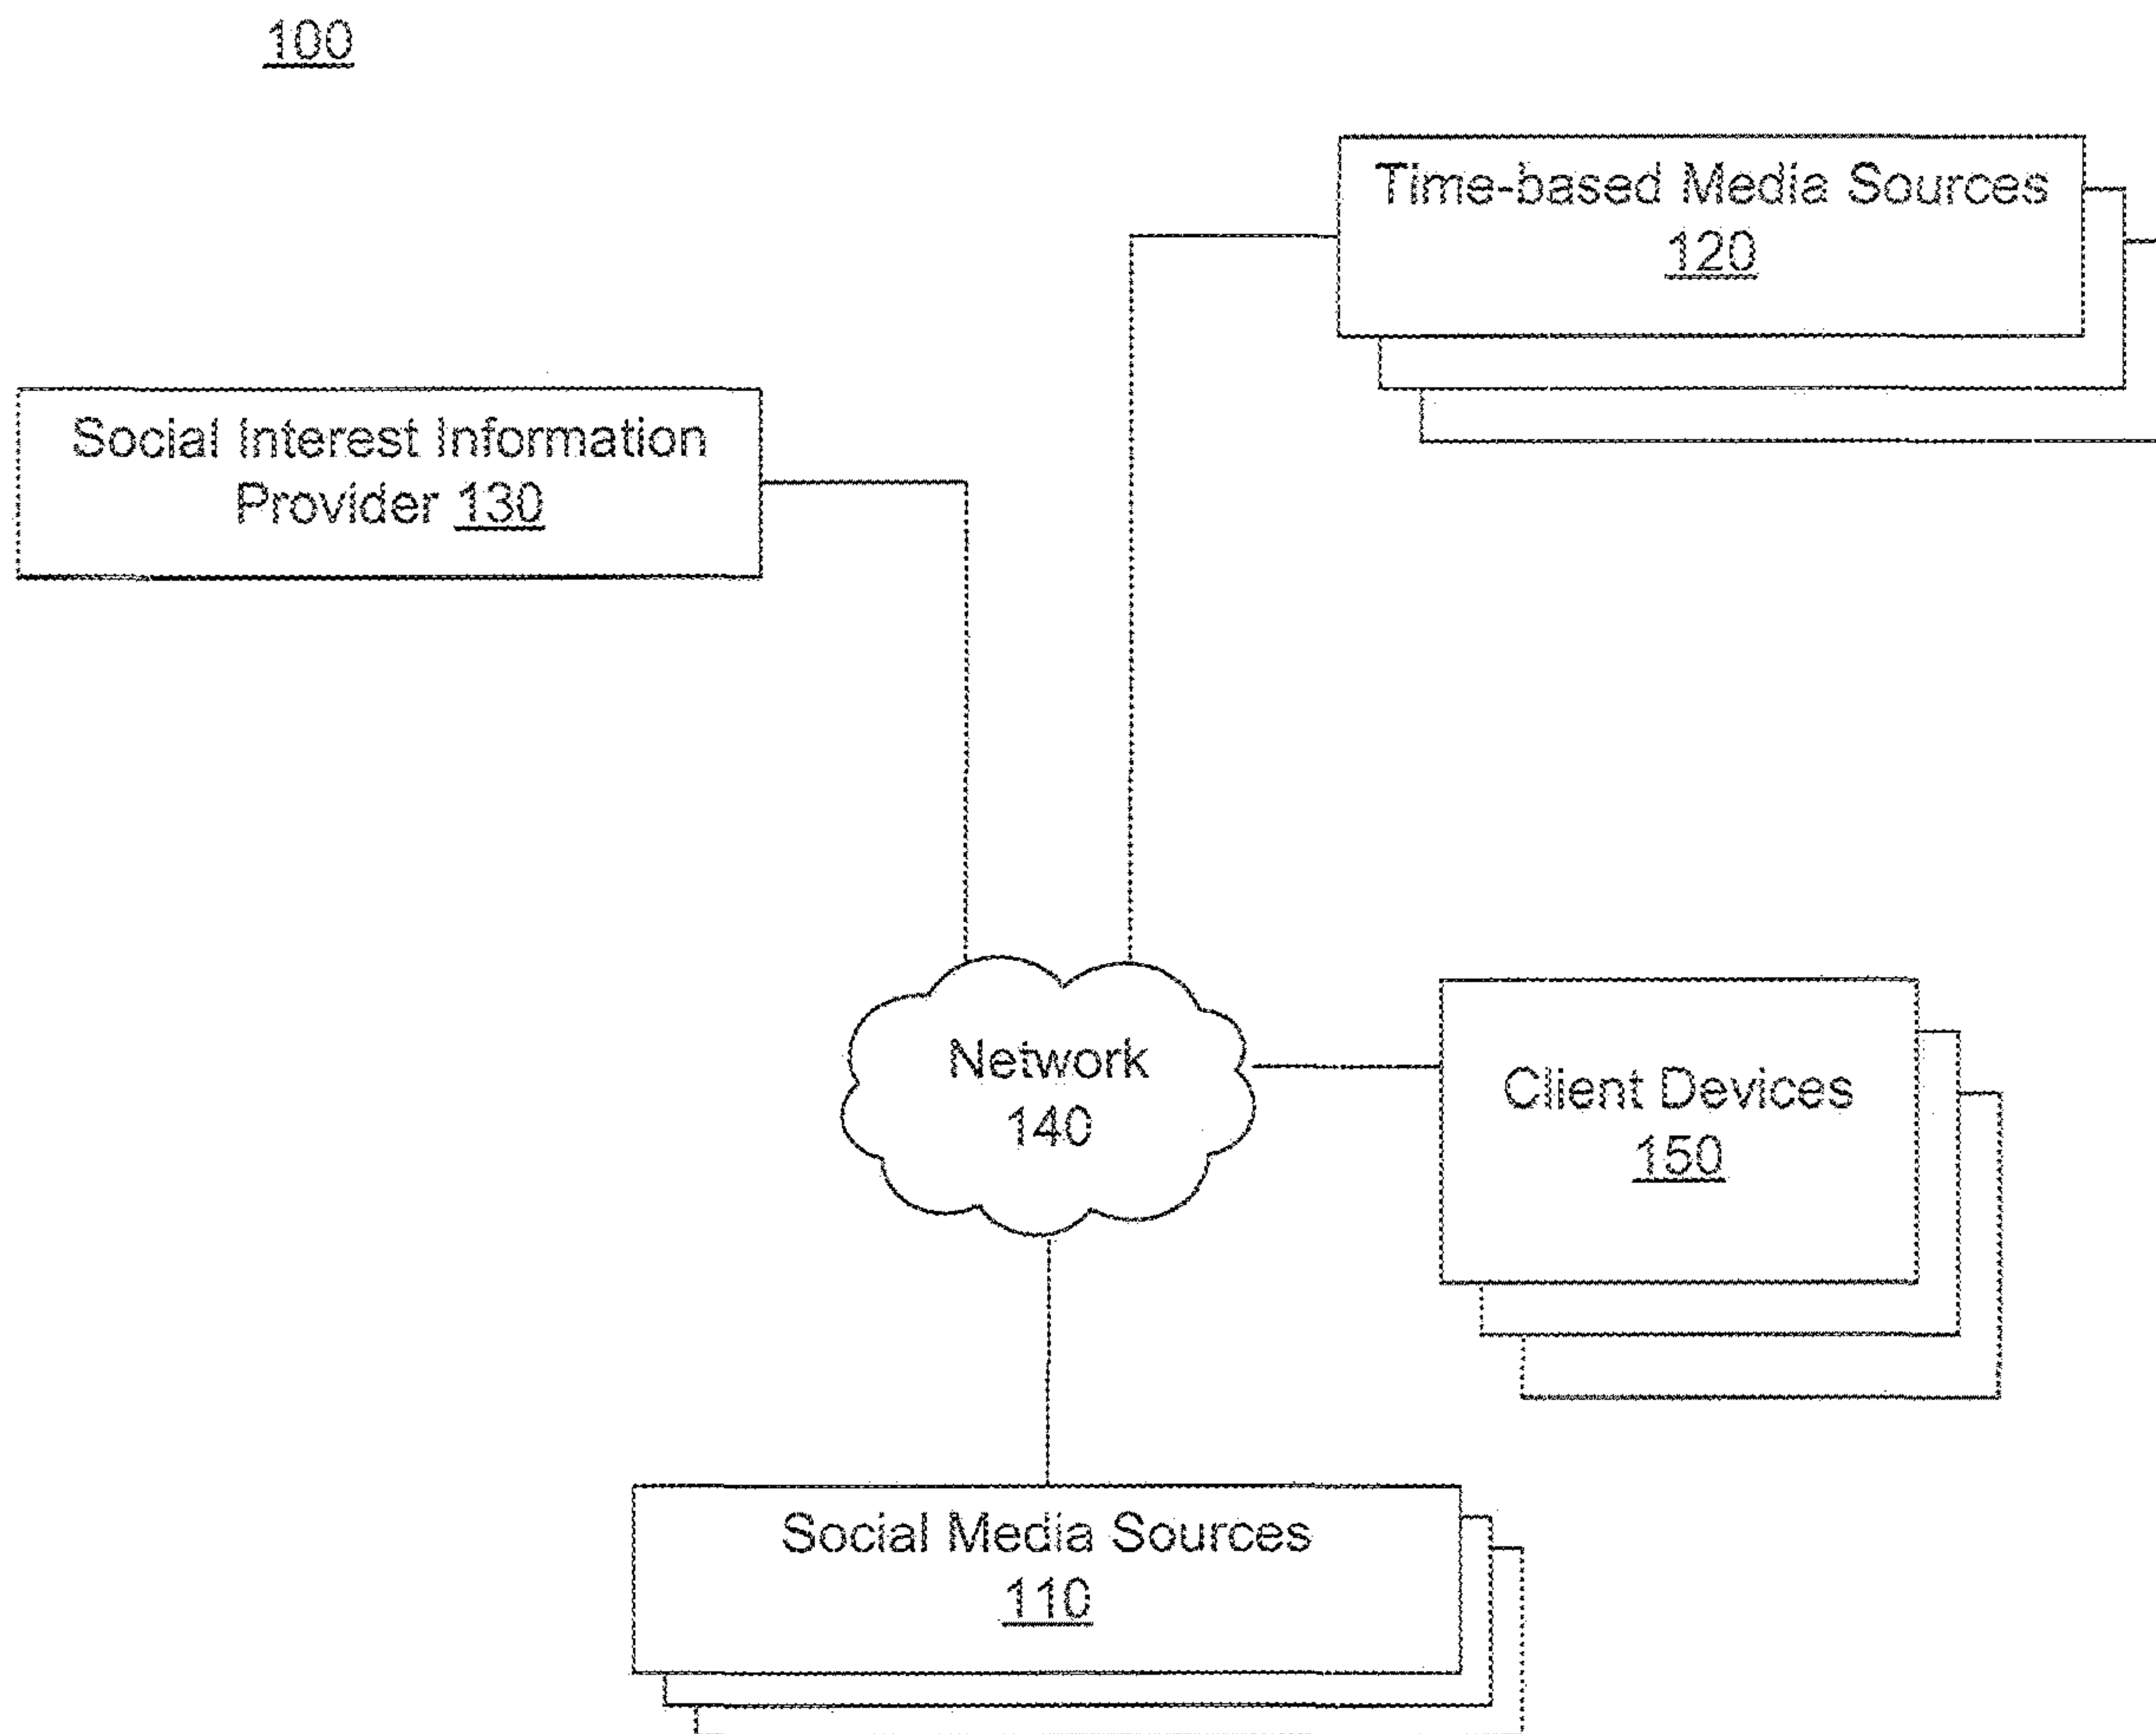 100
Time-based Media Sources
120
Social Interest Information
Provider 130
Network
140
Client Devices
150
Social Media Sources
110